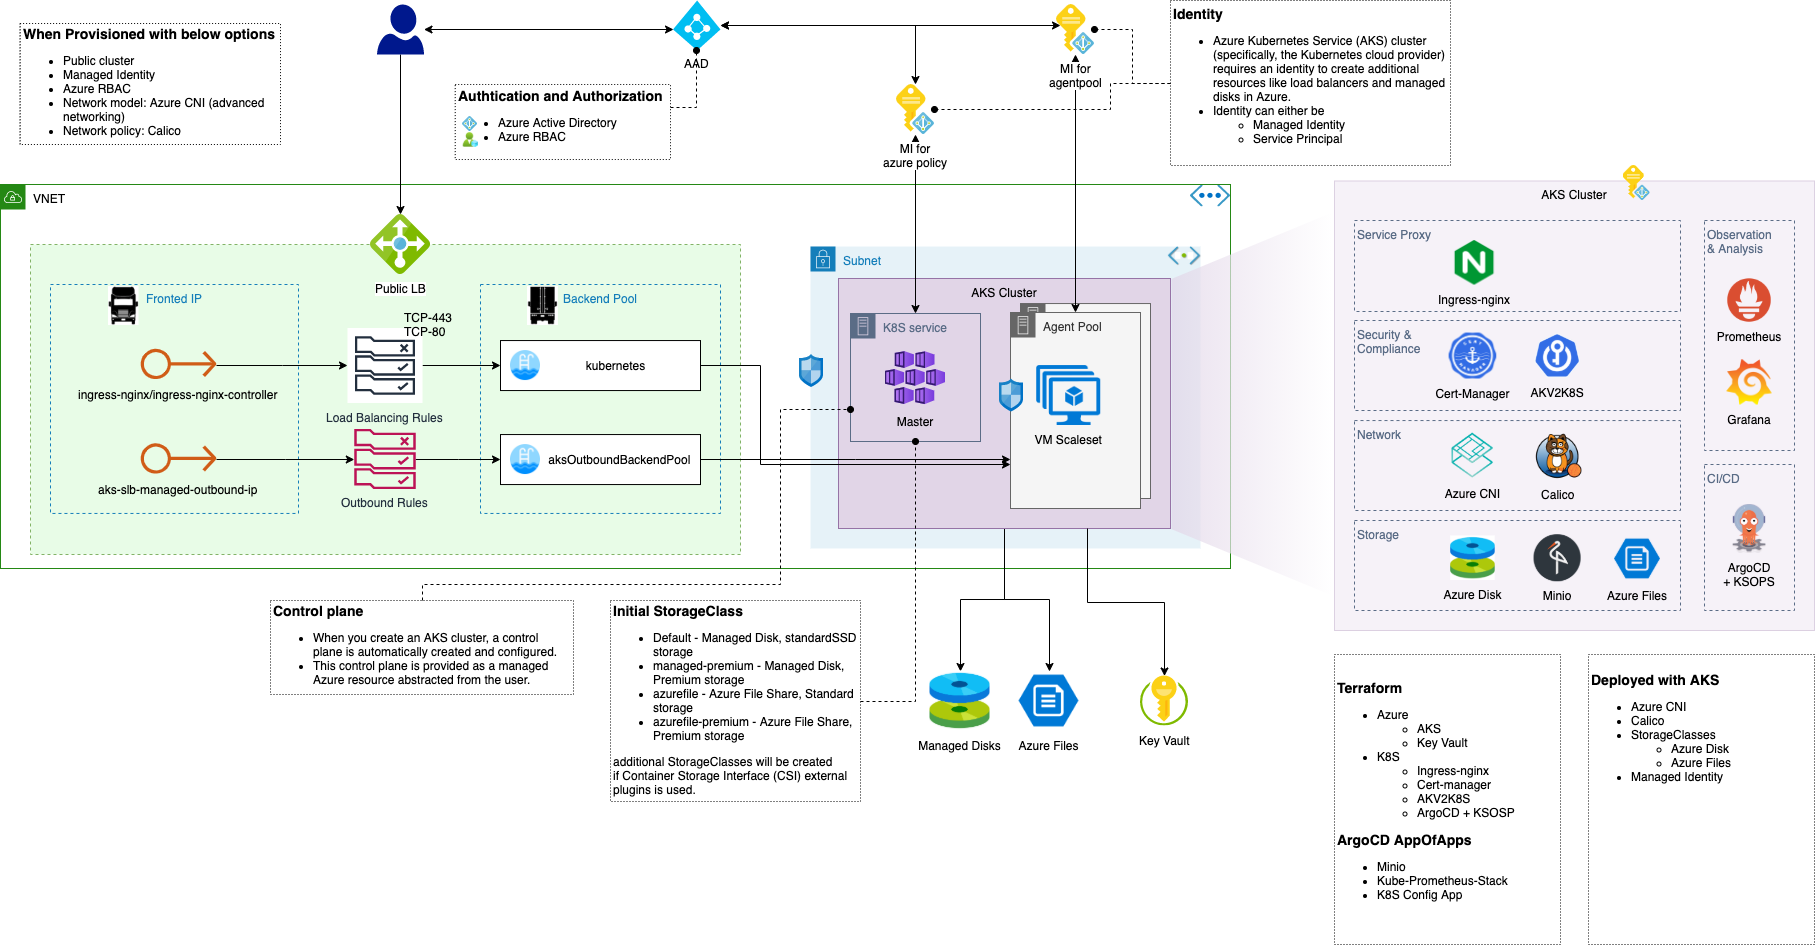 When Provisioned with below options
Public cluster
Managed Identity
Azure RBAC
Network model: Azure CNI (advanced
networking)
Network policy: Calico
AAD
Authtication and Authorization
Azure Active Directory
Azure RBAC
MI for
agentpool
MI for
azure policy
Identity
Azure Kubernetes Service (AKS) cluster
(specifically, the Kubernetes cloud provider)
requires an identity to create additional
resources like load balancers and managed
disks in Azure.
Identity can either be
Managed Identity
Service Principal
VNET
Public LB
Fronted IP
ingress-nginx/ingress-nginx-controller
aks-slb-managed-outbound-ip
TCP-443
TCP-80
Load Balancing Rules
Outbound Rules
Backend Pool
kubernetes
aksOutboundBackendPool
Subnet
AKS Cluster
K8S service
Master
Agent Pool
VM Scaleset
AKS Cluster
Service Proxy
Ingress-nginx
Security &
Compliance
Cert-Manager
AKV2K8S
Network
Azure CNI
Calico
Storage
Azure Disk
Minio
Azure Files
Observation
& Analysis
Prometheus
Grafana
CI/CD
ArgoCD
+ KSOPS
Control plane
When you create an AKS cluster, a control
plane is automatically created and configured.
This control plane is provided as a managed
Azure resource abstracted from the user.
Initial StorageClass
Default - Managed Disk, standardSSD
storage
managed-premium - Managed Disk,
Premium storage
azurefile - Azure File Share, Standard
storage
azurefile-premium - Azure File Share,
Premium storage
additional StorageClasses will be created
if Container Storage Interface (CSI) external
plugins is used.
Managed Disks
Azure Files
Key Vault
Terraform
Azure
AKS
Key Vault
K8S
Ingress-nginx
Cert-manager
AKV2K8S
ArgoCD + KSOSP
ArgoCD AppOfApps
Minio
Kube-Prometheus-Stack
K8S Config App
Deployed with AKS
Azure CNI
Calico
StorageClasses
Azure Disk
Azure Files
Managed Identity